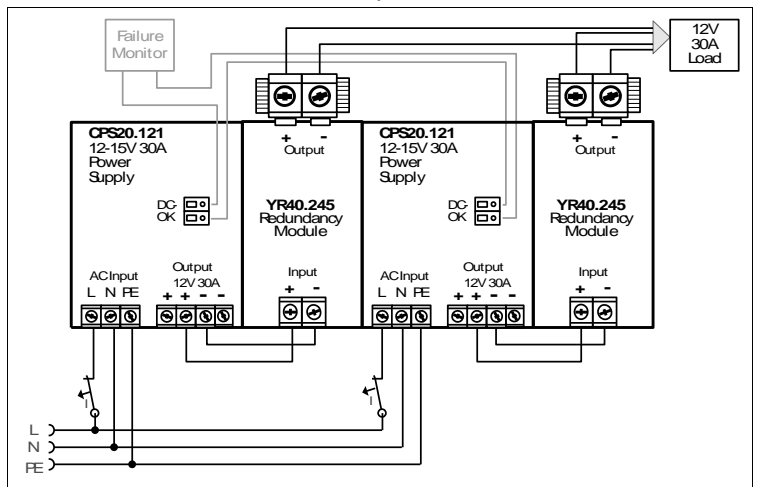 Failure
Monitor
12V
30A
Load
CPS20.121
12-15V 30A
Power
Supply
DC-
OK
AC Input
L N PE
Output
12V 30A
+ + - -
+ -
Output
YR40.245
Redundancy
Module
Input
+ -
CPS20.121
12-15V 30A
Power
Supply
DC-
OK
AC Input
L N PE
Output
12V 30A
+ + - -
+ -
Output
YR40.245
Redundancy
Module
Input
+ -
I
I
L
N
PE